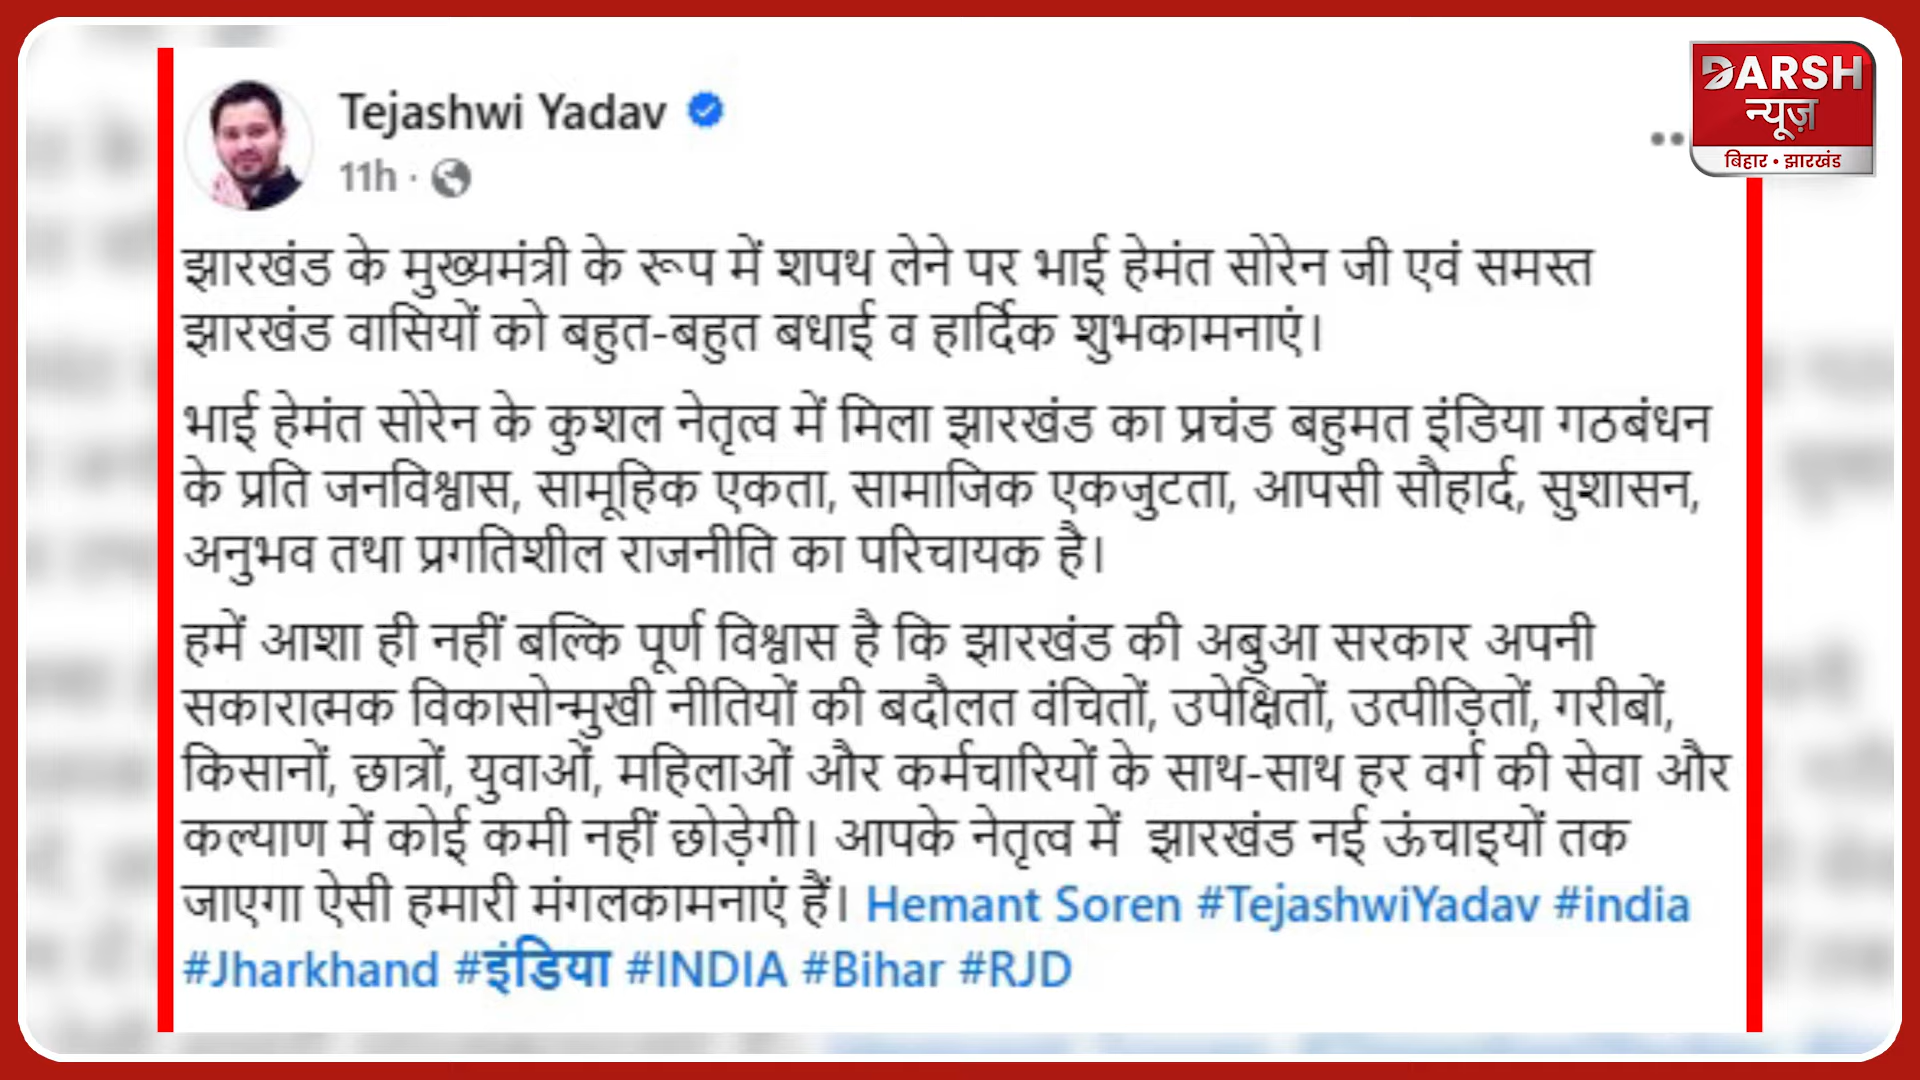 DARSH
न्यूज़
बिहार • झारखंड
Tejashwi Yadav
11h ·
झारखंड के मुख्यमंत्री के रूप में शपथ लेने पर भाई हेमंत सोरेन जी एवं समस्त
झारखंड वासियों को बहुत-बहुत बधाई व हार्दिक शुभकामनाएं।
भाई हेमंत सोरेन के कुशल नेतृत्व में मिला झारखंड का प्रचंड बहुमत इंडिया गठबंधन
के प्रति जनविश्वास, सामूहिक एकता, सामाजिक एकजुटता, आपसी सौहार्द, सुशासन,
अनुभव तथा प्रगतिशील राजनीति का परिचायक है।
हमें आशा ही नहीं बल्कि पूर्ण विश्वास है कि झारखंड की अबुआ सरकार अपनी
सकारात्मक विकासोन्मुखी नीतियों की बदौलत वंचितों, उपेक्षितों, उत्पीड़ितों, गरीबों,
किसानों, छात्रों, युवाओं, महिलाओं और कर्मचारियों के साथ-साथ हर वर्ग की सेवा और
कल्याण में कोई कमी नहीं छोड़ेगी। आपके नेतृत्व में झारखंड नई ऊंचाइयों तक
जाएगा ऐसी हमारी मंगलकामनाएं हैं। Hemant Soren #TejashwiYadav #india
#Jharkhand #इंडिया #INDIA #Bihar #RJD